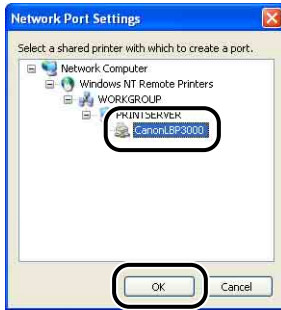 Network Port Settings
Select a shared printer with which to create a port.
Network Computer
Windows NT Remote Printers
WORKGROUP
PRINTSERVER
CanonLBP3000
OK Cancel